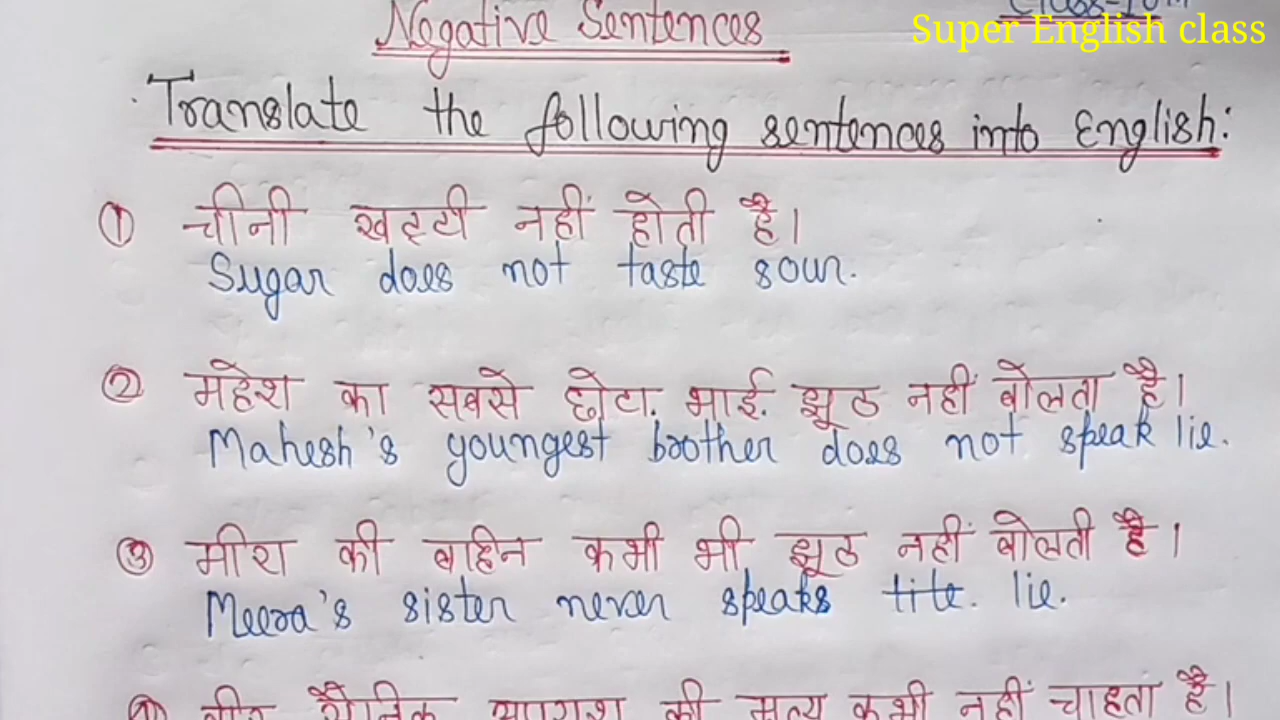 Negative Sentences
Super English class
Translate the following sentences into English:
① चीनी खट्टी नहीं होती है।
Sugar does not taste sour.
② महेश का सबसे छोटा. भाई. झूठ नहीं बोलता है।
Mahesh's youngest brother does not speak lie.
③ मीरा की बहिन कभी भी झूठ नहीं बोलती है।
Meera's sister never speaks lie.
की कभी नहीं चाहता है।